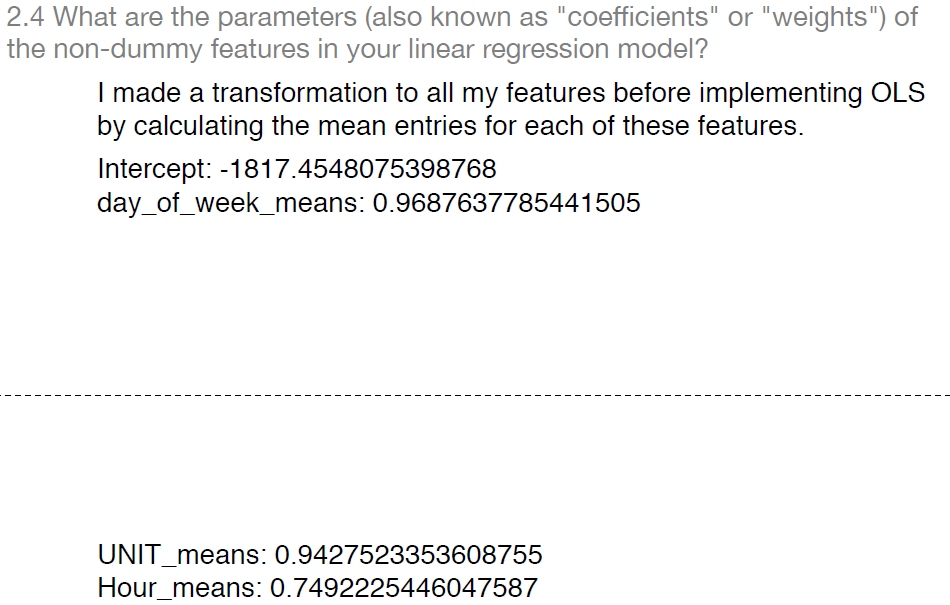 2.4 What are the parameters (also known as "coefficients" or "weights") of
the non-dummy features in your linear regression model?
I made a transformation to all my features before implementing OLS
by calculating the mean entries for each of these features.
Intercept: -1817.4548075398768
day_of_week_means: 0.9687637785441505
UNIT_means: 0.9427523353608755
Hour_means: 0.7492225446047587